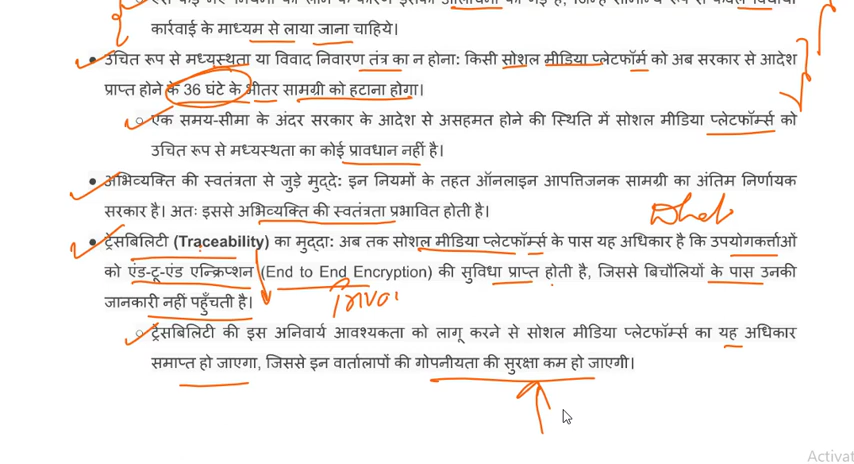 कार्रवाई के माध्यम से लाया जाना चाहिये।
• उचित रूप से मध्यस्थता या विवाद निवारण तंत्र का न होना: किसी सोशल मीडिया प्लेटफॉर्म को अब सरकार से आदेश
प्राप्त होने के 36 घंटे के भीतर सामग्री को हटाना होगा।
○ एक समय-सीमा के अंदर सरकार के आदेश से असहमत होने की स्थिति में सोशल मीडिया प्लेटफॉर्म्स को
उचित रूप से मध्यस्थता का कोई प्रावधान नहीं है।
• अभिव्यक्ति की स्वतंत्रता से जुड़े मुद्दे: इन नियमों के तहत ऑनलाइन आपत्तिजनक सामग्री का अंतिम निर्णायक
सरकार है। अतः इससे अभिव्यक्ति की स्वतंत्रता प्रभावित होती है।
• ट्रेसबिलिटी (Traceability) का मुद्दा: अब तक सोशल मीडिया प्लेटफॉर्म्स के पास यह अधिकार है कि उपयोगकर्ताओं
को एंड-टू-एंड एन्क्रिप्शन (End to End Encryption) की सुविधा प्राप्त होती है, जिससे बिचौलियों के पास उनकी
जानकारी नहीं पहुँचती है।
○ ट्रेसबिलिटी की इस अनिवार्य आवश्यकता को लागू करने से सोशल मीडिया प्लेटफॉर्म्स का यह अधिकार
समाप्त हो जाएगा, जिससे इन वार्तालापों की गोपनीयता की सुरक्षा कम हो जाएगी।
Activat